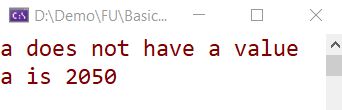 D:\Demo\FU\Basic...
a does not have a value
a is 2050